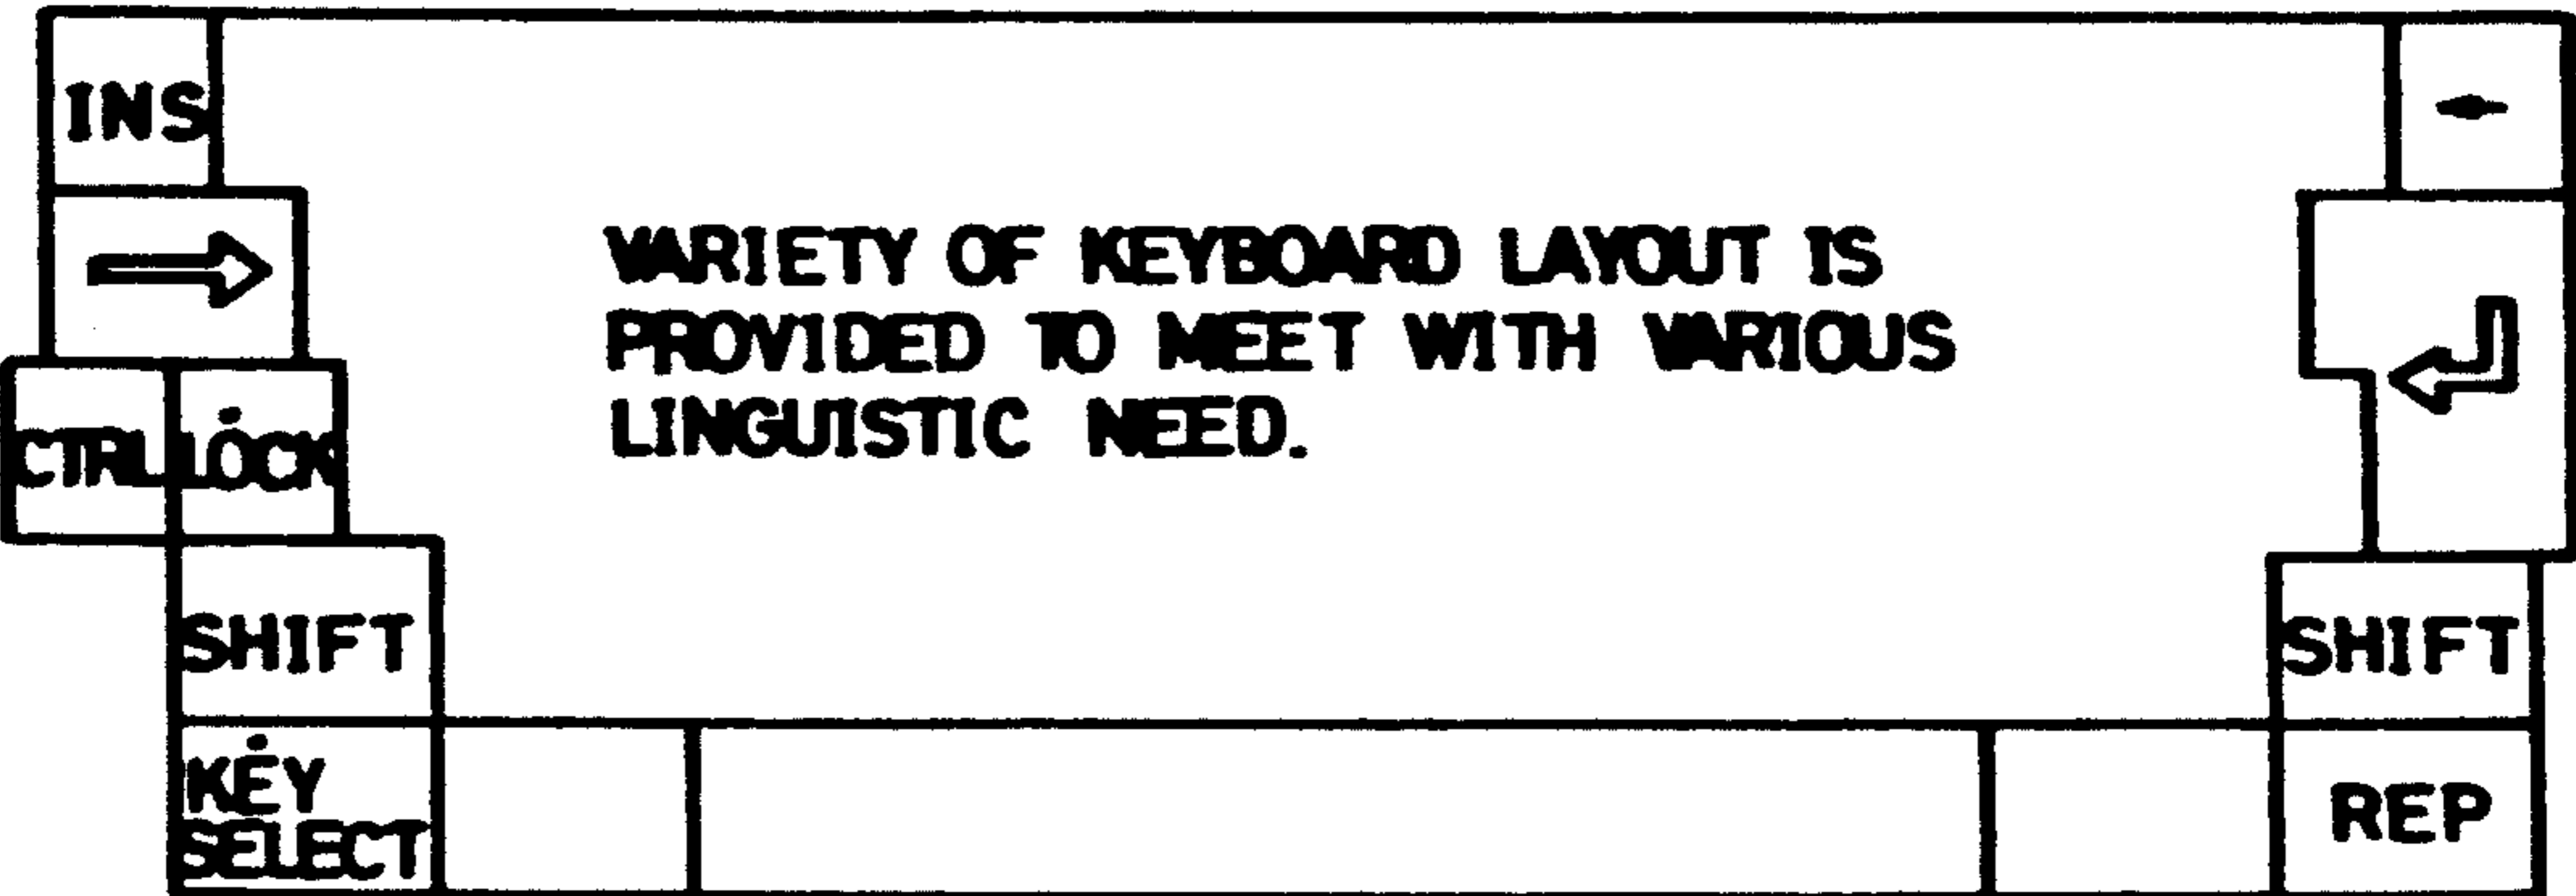 INS
VARIETY OF KEYBOARD LAYOUT IS
PROVIDED TO MEET WITH VARIOUS
LINGUISTIC NEED.
CTRL LOCK
SHIFT SHIFT
KEY
SELECT
REP